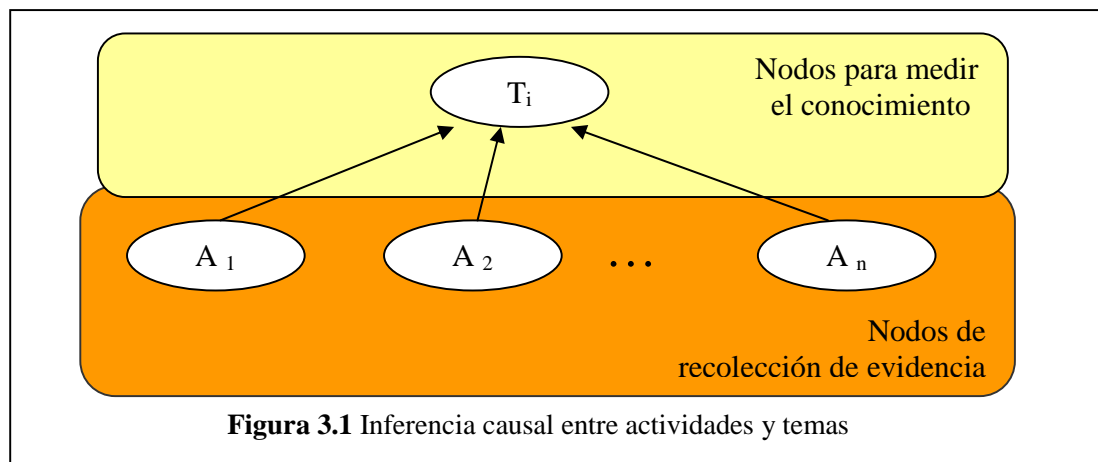 Nodos para medir
el conocimiento
T i
A 1
A 2
...
A n
Nodos de
recolección de evidencia
Figura 3.1 Inferencia causal entre actividades y temas